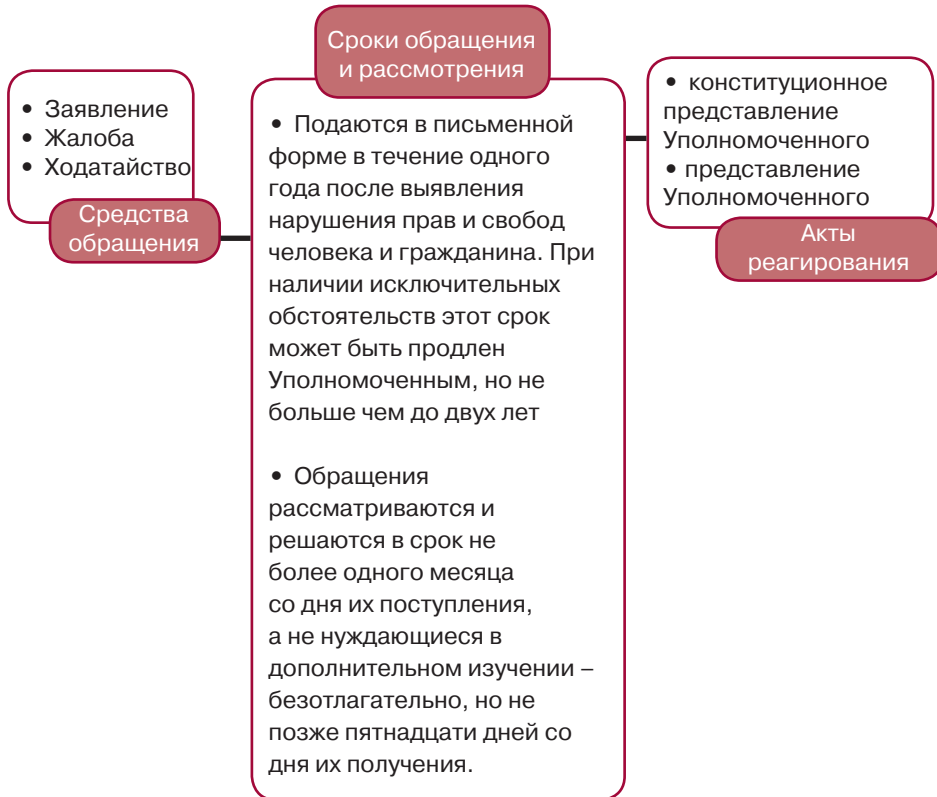 • Заявление
• Жалоба
• Ходатайство
Средства
обращения
Сроки обращения
и рассмотрения
• Подаются в письменной
форме в течение одного
года после выявления
нарушения прав и свобод
человека и гражданина. При
наличии исключительных
обстоятельств этот срок
может быть продлен
Уполномоченным, но не
больше чем до двух лет
• Обращения
рассматриваются и
решаются в срок не
более одного месяца
со дня их поступления,
а не нуждающиеся в
дополнительном изучении –
безотлагательно, но не
позже пятнадцати дней со
дня их получения.
• конституционное
представление
Уполномоченного
• представление
Уполномоченного
Акты
реагирования